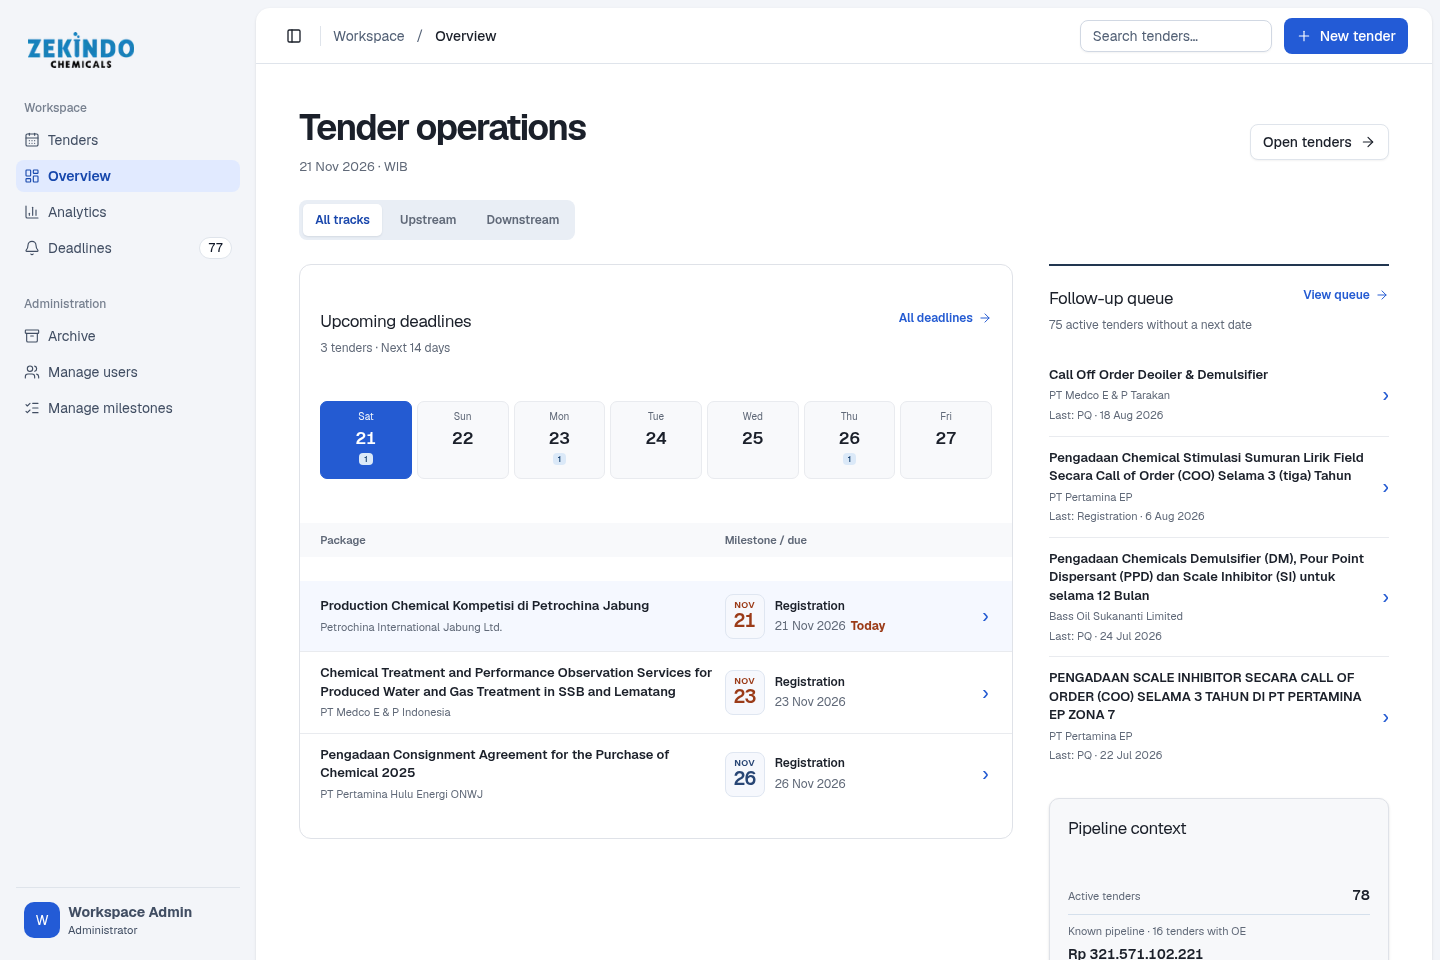 ZEKINDO
CHEMICALS
Workspace
Tenders
Overview
Analytics
Deadlines
77
Administration
Archive
Manage users
Manage milestones
W
Workspace Admin
Administrator
Workspace / Overview
Search tenders...
New tender
Tender operations
21 Nov 2026 · WIB
Open tenders
All tracks
Upstream
Downstream
Upcoming deadlines
All deadlines
3 tenders · Next 14 days
Sat
21
1
Sun
22
Mon
23
1
Tue
24
Wed
25
Thu
26
1
Fri
27
Package
Milestone / due
Production Chemical Kompetisi di Petrochina Jabung
Petrochina International Jabung Ltd.
NOV
21
Registration
21 Nov 2026 Today
Chemical Treatment and Performance Observation Services for
Produced Water and Gas Treatment in SSB and Lematang
PT Medco E & P Indonesia
NOV
23
Registration
23 Nov 2026
Pengadaan Consignment Agreement for the Purchase of
Chemical 2025
PT Pertamina Hulu Energi ONWJ
NOV
26
Registration
26 Nov 2026
Follow-up queue
View queue
75 active tenders without a next date
Call Off Order Deoiler & Demulsifier
PT Medco E & P Tarakan
Last: PQ · 18 Aug 2026
Pengadaan Chemical Stimulasi Sumuran Lirik Field
Secara Call of Order (COO) Selama 3 (tiga) Tahun
PT Pertamina EP
Last: Registration · 6 Aug 2026
Pengadaan Chemicals Demulsifier (DM), Pour Point
Dispersant (PPD) dan Scale Inhibitor (SI) untuk
selama 12 Bulan
Bass Oil Sukananti Limited
Last: PQ · 24 Jul 2026
PENGADAAN SCALE INHIBITOR SECARA CALL OF
ORDER (COO) SELAMA 3 TAHUN DI PT PERTAMINA
EP ZONA 7
PT Pertamina EP
Last: PQ · 22 Jul 2026
Pipeline context
Active tenders
78
Known pipeline · 16 tenders with OE
Rp 321.571.102.221